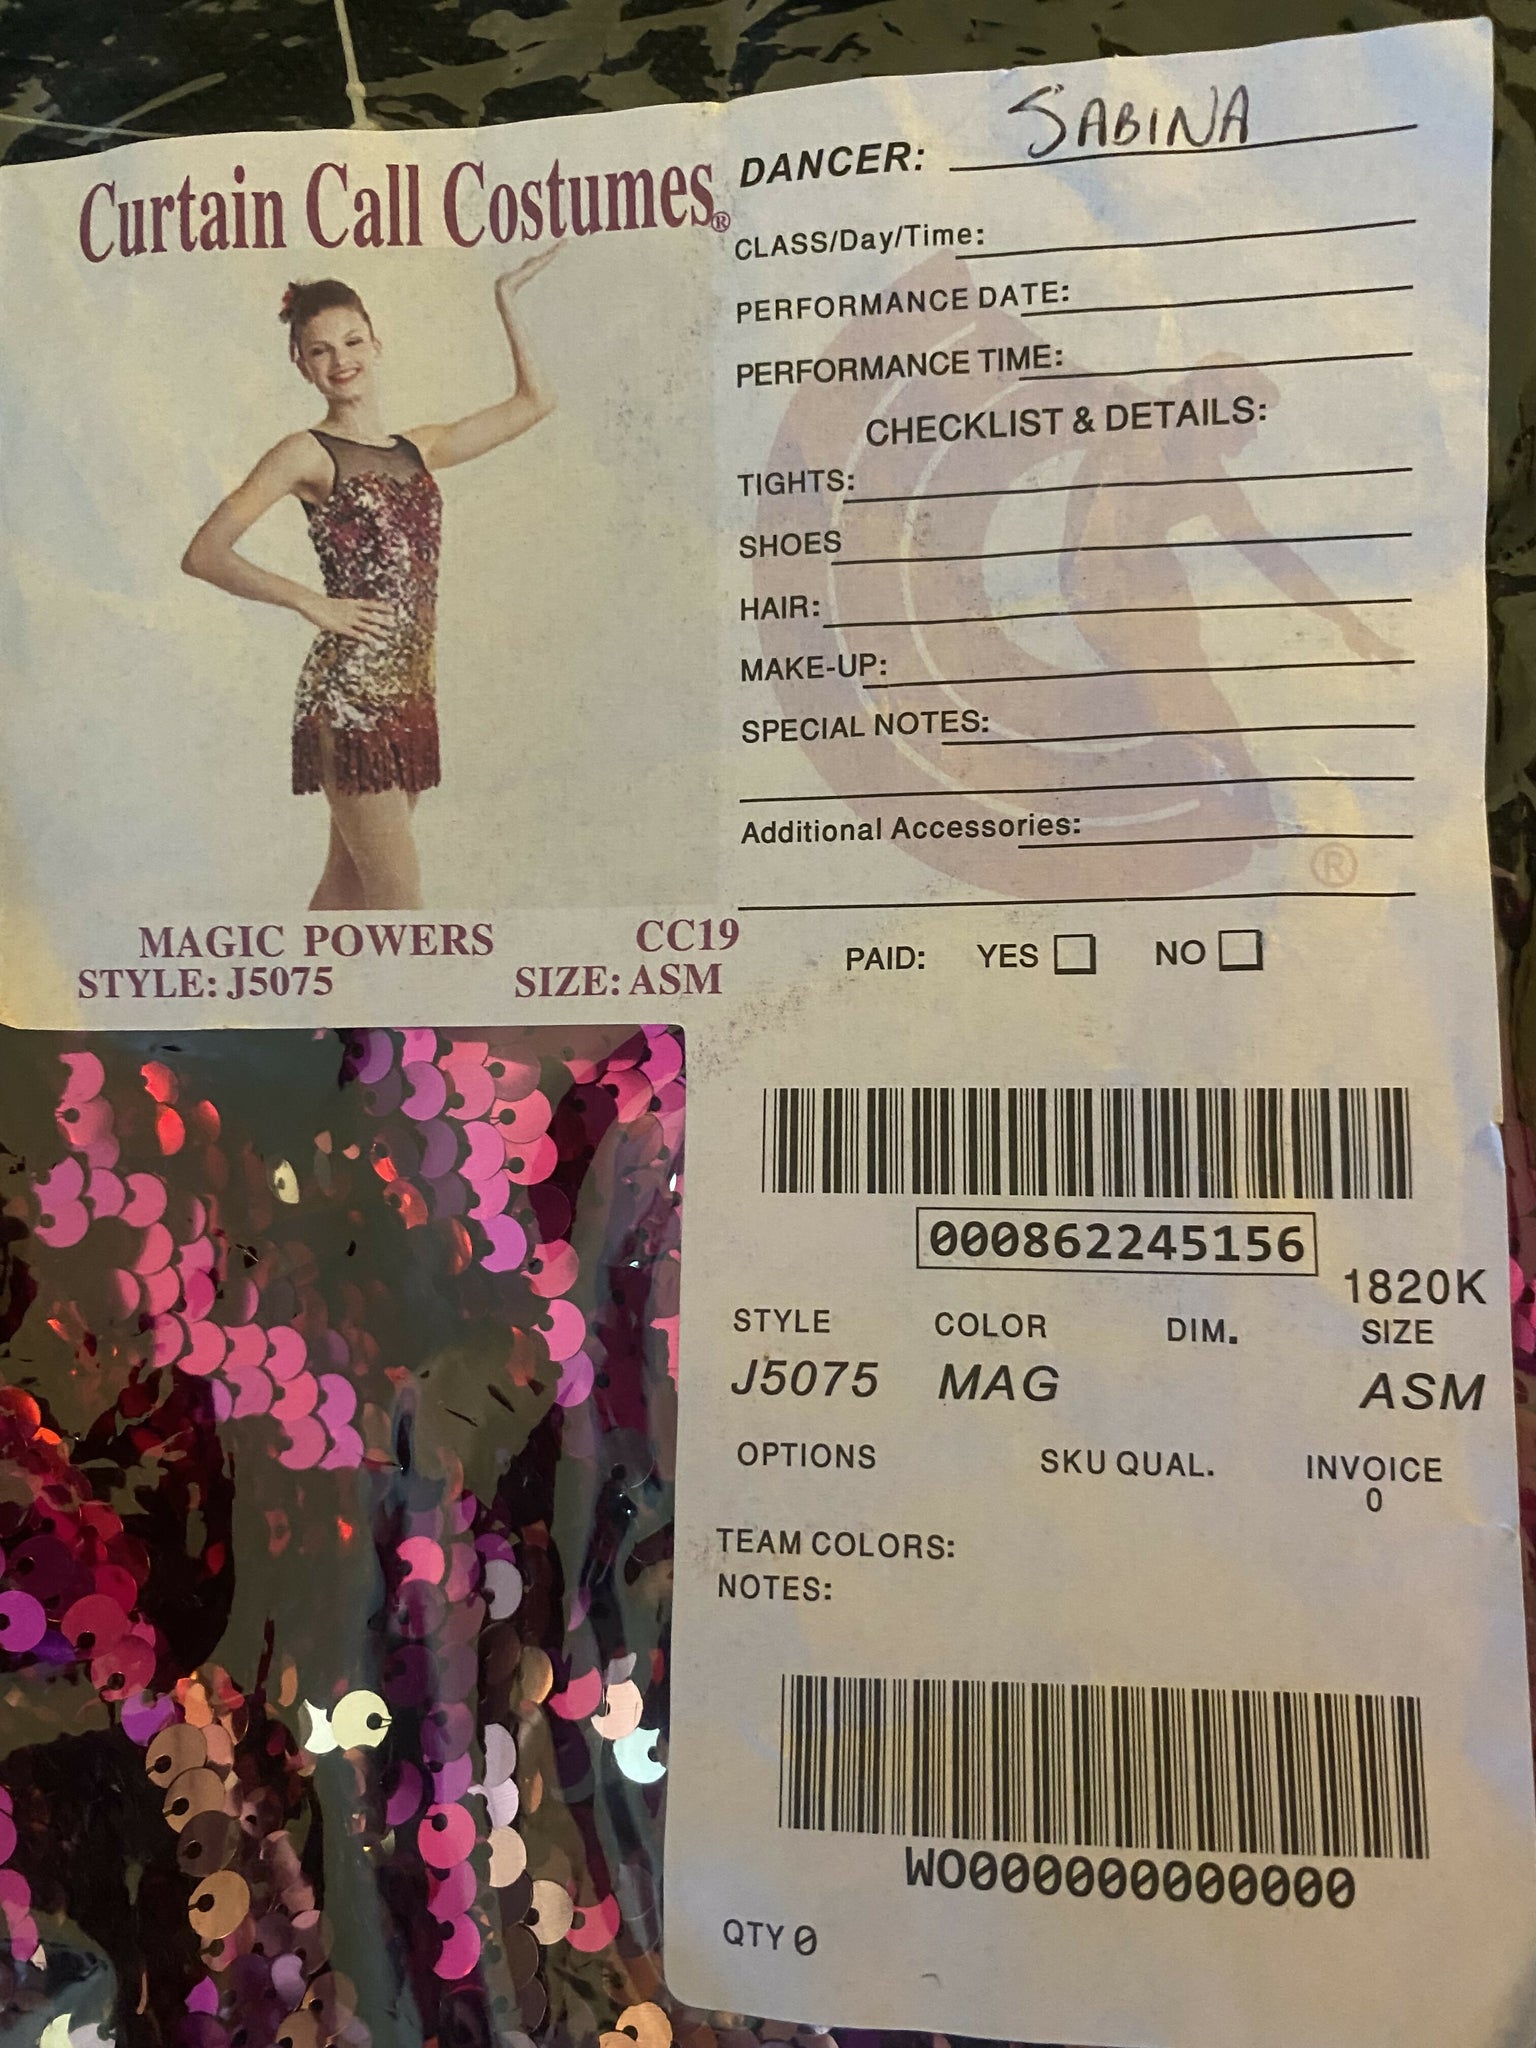 Curtain Call Costumes®
MAGIC POWERS CC19
STYLE: J5075 SIZE: ASM
DANCER: SABINA
CLASS/Day/Time:
PERFORMANCE DATE:
PERFORMANCE TIME:
CHECKLIST & DETAILS:
TIGHTS:
SHOES
HAIR:
MAKE-UP:
SPECIAL NOTES:
Additional Accessories:
®
PAID: YES NO
000862245156
1820K
STYLE COLOR DIM. SIZE
J5075 MAG ASM
OPTIONS SKU QUAL. INVOICE
0
TEAM COLORS:
NOTES:
WO0000000000000
QTY 0